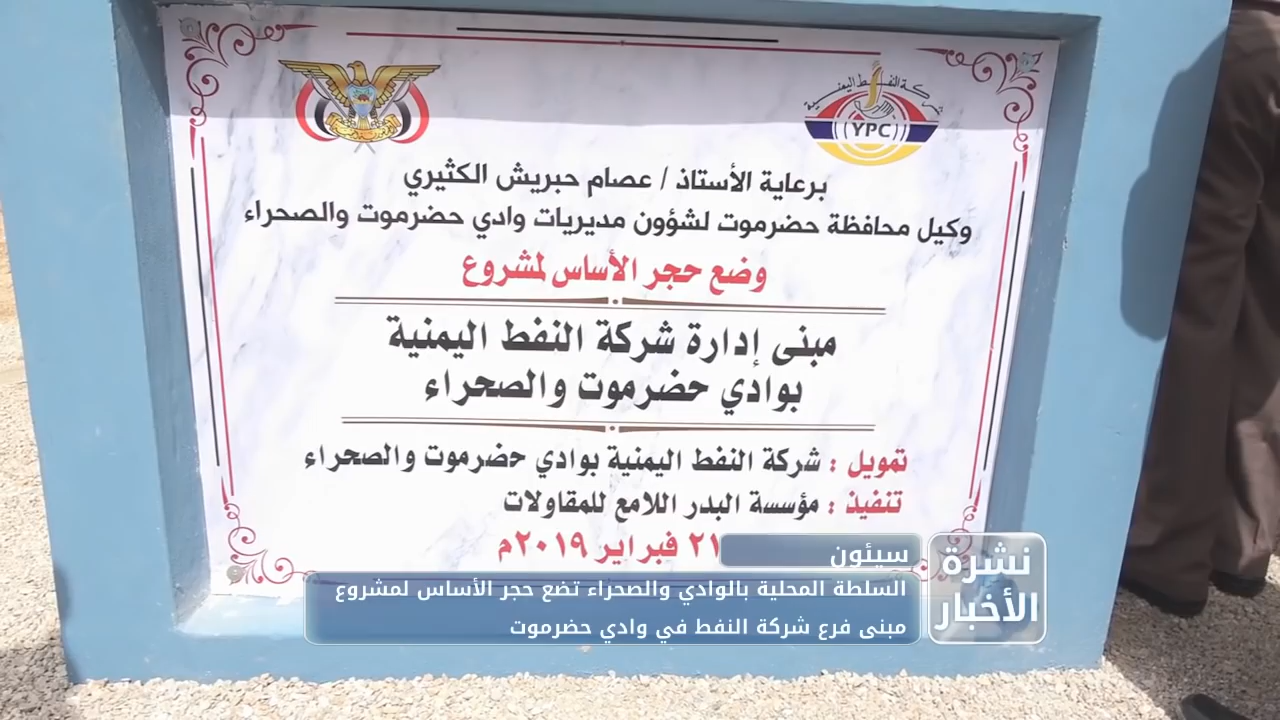 شركة النفط اليمنية
YPC
برعاية الأستاذ / عصام حبريش الكثيري
وكيل محافظة حضرموت لشؤون مديريات وادي حضرموت والصحراء
وضع حجر الأساس لمشروع
مبنى إدارة شركة النفط اليمنية
بوادي حضرموت والصحراء
تمويل : شركة النفط اليمنية بوادي حضرموت والصحراء
تنفيذ : مؤسسة البدر اللامع للمقاولات
٢١ فبراير ٢٠١٩م
سيئون
السلطة المحلية بالوادي والصحراء تضع حجر الأساس لمشروع
مبنى فرع شركة النفط في وادي حضرموت
نشرة
الأخبار